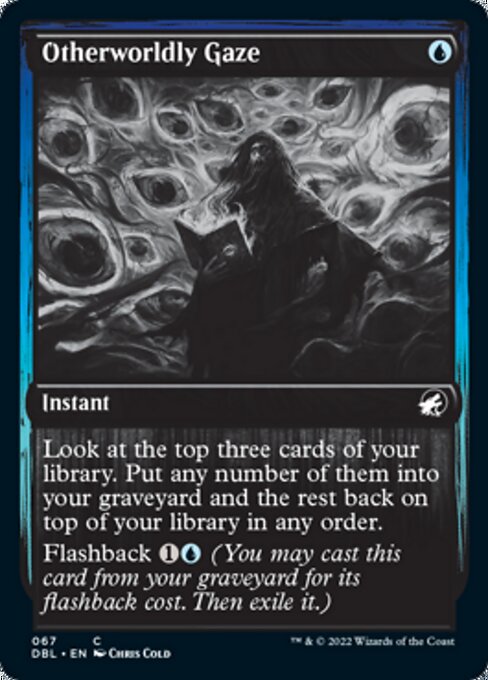 Otherworldly Gaze
Instant
Look at the top three cards of your
library. Put any number of them into
your graveyard and the rest back on
top of your library in any order.
Flashback 1 (You may cast this
card from your graveyard for its
flashback cost. Then exile it.)
067 C
DBL • EN Chris Cold
™ & © 2022 Wizards of the Coast